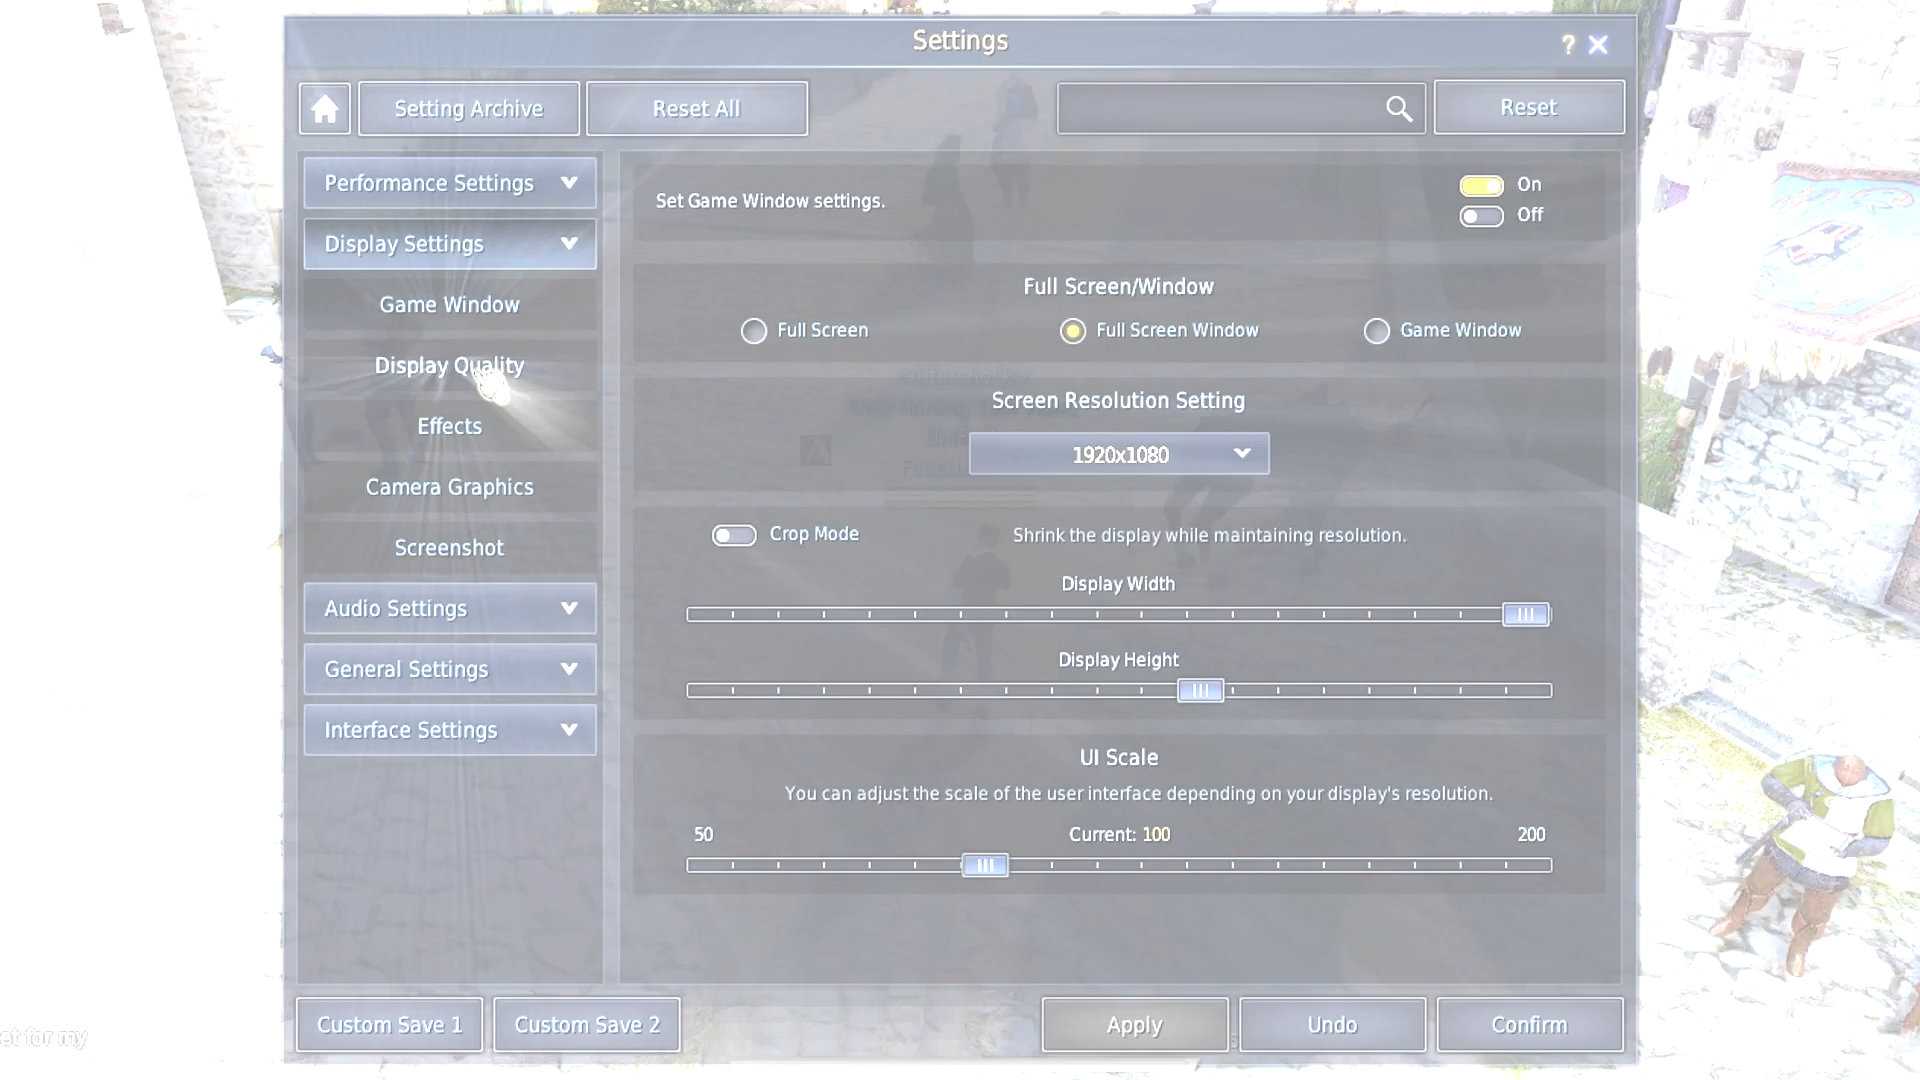 Settings
?
Setting Archive
Reset All
Reset
Performance Settings
Display Settings
Game Window
Display Quality
Effects
Camera Graphics
Screenshot
Audio Settings
General Settings
Interface Settings
Set Game Window settings.
On
Off
Full Screen/Window
Full Screen
Full Screen Window
Game Window
Screen Resolution Setting
1920x1080
Crop Mode
Shrink the display while maintaining resolution.
Display Width
Display Height
UI Scale
You can adjust the scale of the user interface depending on your display's resolution.
50
Current: 100
200
Custom Save 1
Custom Save 2
Apply
Undo
Confirm
for my